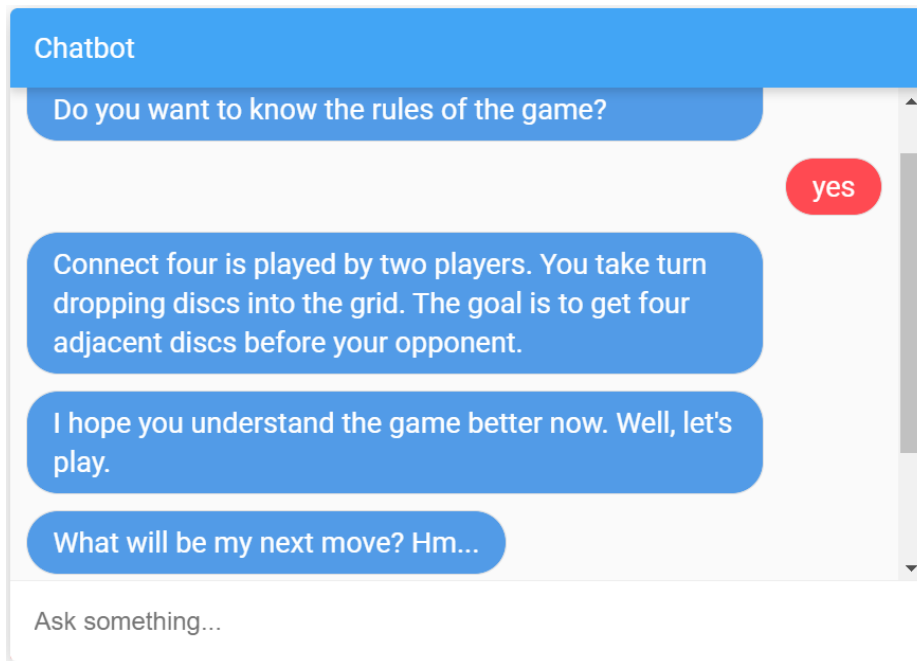 Chatbot
Do you want to know the rules of the game?
yes
Connect four is played by two players. You take turn
dropping discs into the grid. The goal is to get four
adjacent discs before your opponent.
I hope you understand the game better now. Well, let's
play.
What will be my next move? Hm...
Ask something...